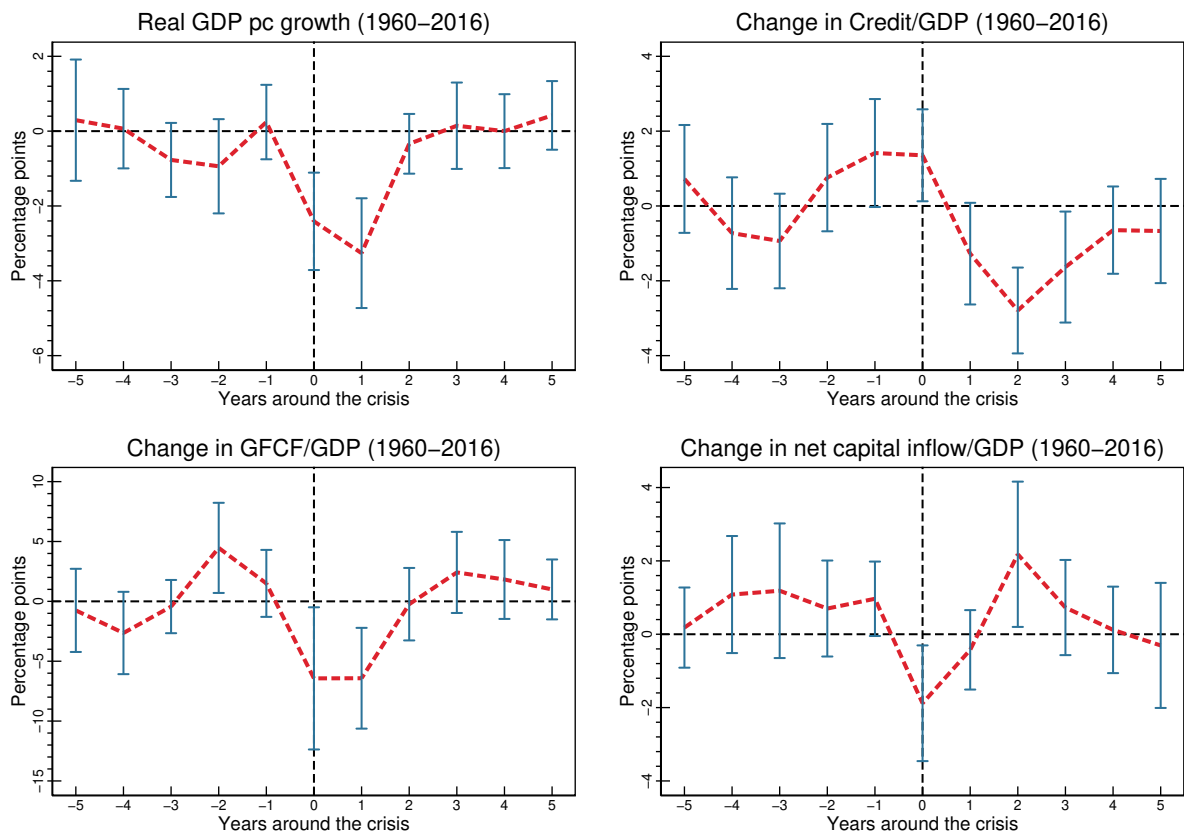 Real GDP pc growth (1960−2016)
Percentage points
2
0
−2
−4
−6
−5 −4 −3 −2 −1 0 1 2 3 4 5
Years around the crisis
Change in Credit/GDP (1960−2016)
Percentage points
4
2
0
−2
−4
−5 −4 −3 −2 −1 0 1 2 3 4 5
Years around the crisis
Change in GFCF/GDP (1960−2016)
Percentage points
10
5
0
−5
−10
−15
−5 −4 −3 −2 −1 0 1 2 3 4 5
Years around the crisis
Change in net capital inflow/GDP (1960−2016)
Percentage points
4
2
0
−2
−4
−5 −4 −3 −2 −1 0 1 2 3 4 5
Years around the crisis